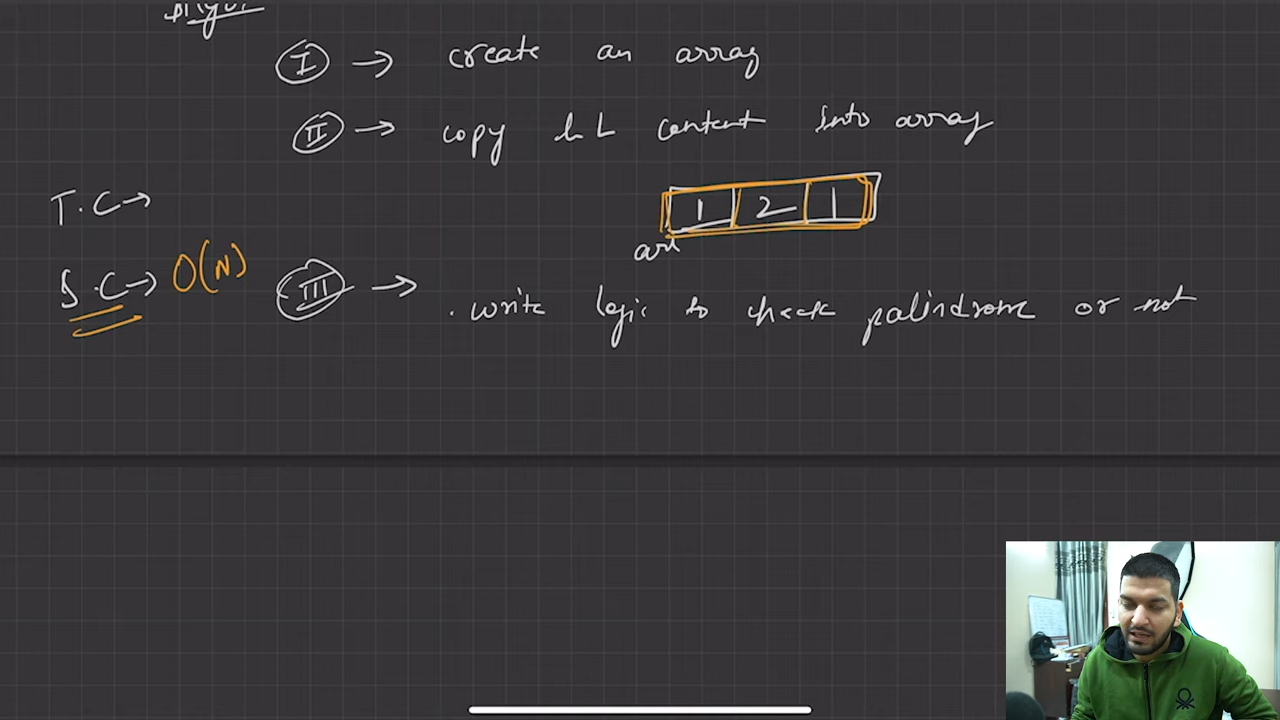 I → create an array
II → copy LL content into array
T.C →
1 2 1
arr
S.C → O(N)
III → . write logic to check palindrome or not